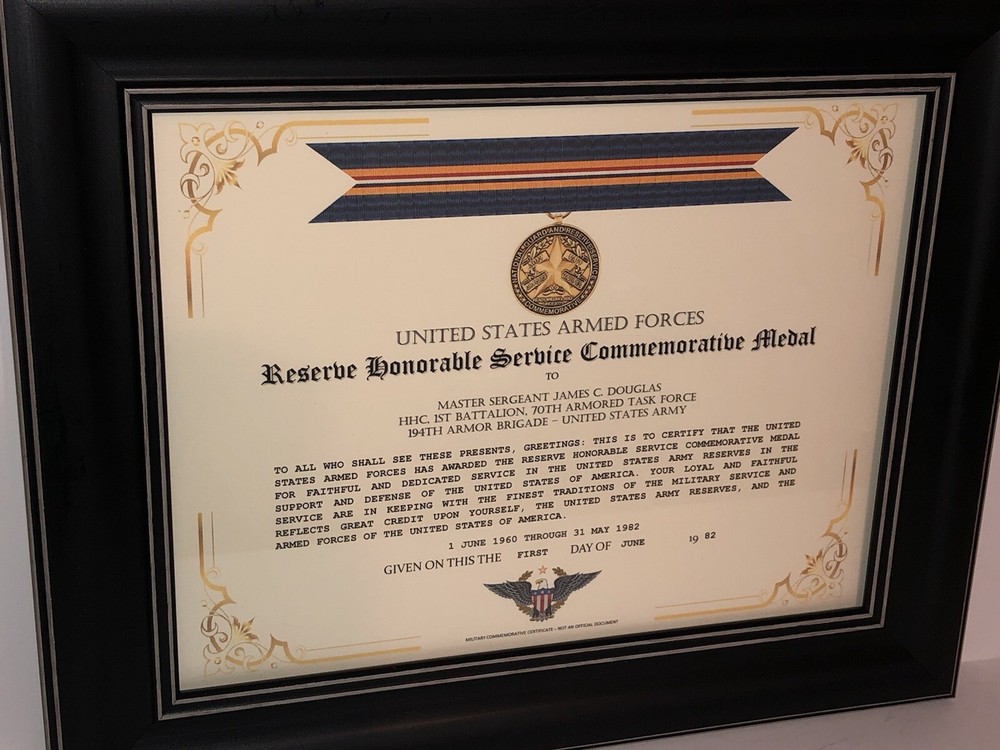 NATIONAL GUARD AND RESERVE SERVICE
COMMEMORATIVE
UNITED STATES ARMED FORCES
Reserve Honorable Service Commemorative Medal
TO
MASTER SERGEANT JAMES C. DOUGLAS
HHC, 1ST BATTALION, 70TH ARMORED TASK FORCE
194TH ARMOR BRIGADE – UNITED STATES ARMY
TO ALL WHO SHALL SEE THESE PRESENTS, GREETINGS: THIS IS TO CERTIFY THAT THE UNITED
STATES ARMED FORCES HAS AWARDED THE RESERVE HONORABLE SERVICE COMMEMORATIVE MEDAL
FOR FAITHFUL AND DEDICATED SERVICE IN THE UNITED STATES ARMY RESERVES IN THE
SUPPORT AND DEFENSE OF THE UNITED STATES OF AMERICA. YOUR LOYAL AND FAITHFUL
SERVICE ARE IN KEEPING WITH THE FINEST TRADITIONS OF THE MILITARY SERVICE AND
REFLECTS GREAT CREDIT UPON YOURSELF, THE UNITED STATES ARMY RESERVES, AND THE
ARMED FORCES OF THE UNITED STATES OF AMERICA.
1 JUNE 1960 THROUGH 31 MAY 1982
GIVEN ON THIS THE FIRST DAY OF JUNE 19 82
MILITARY COMMEMORATIVE CERTIFICATE – NOT AN OFFICIAL DOCUMENT